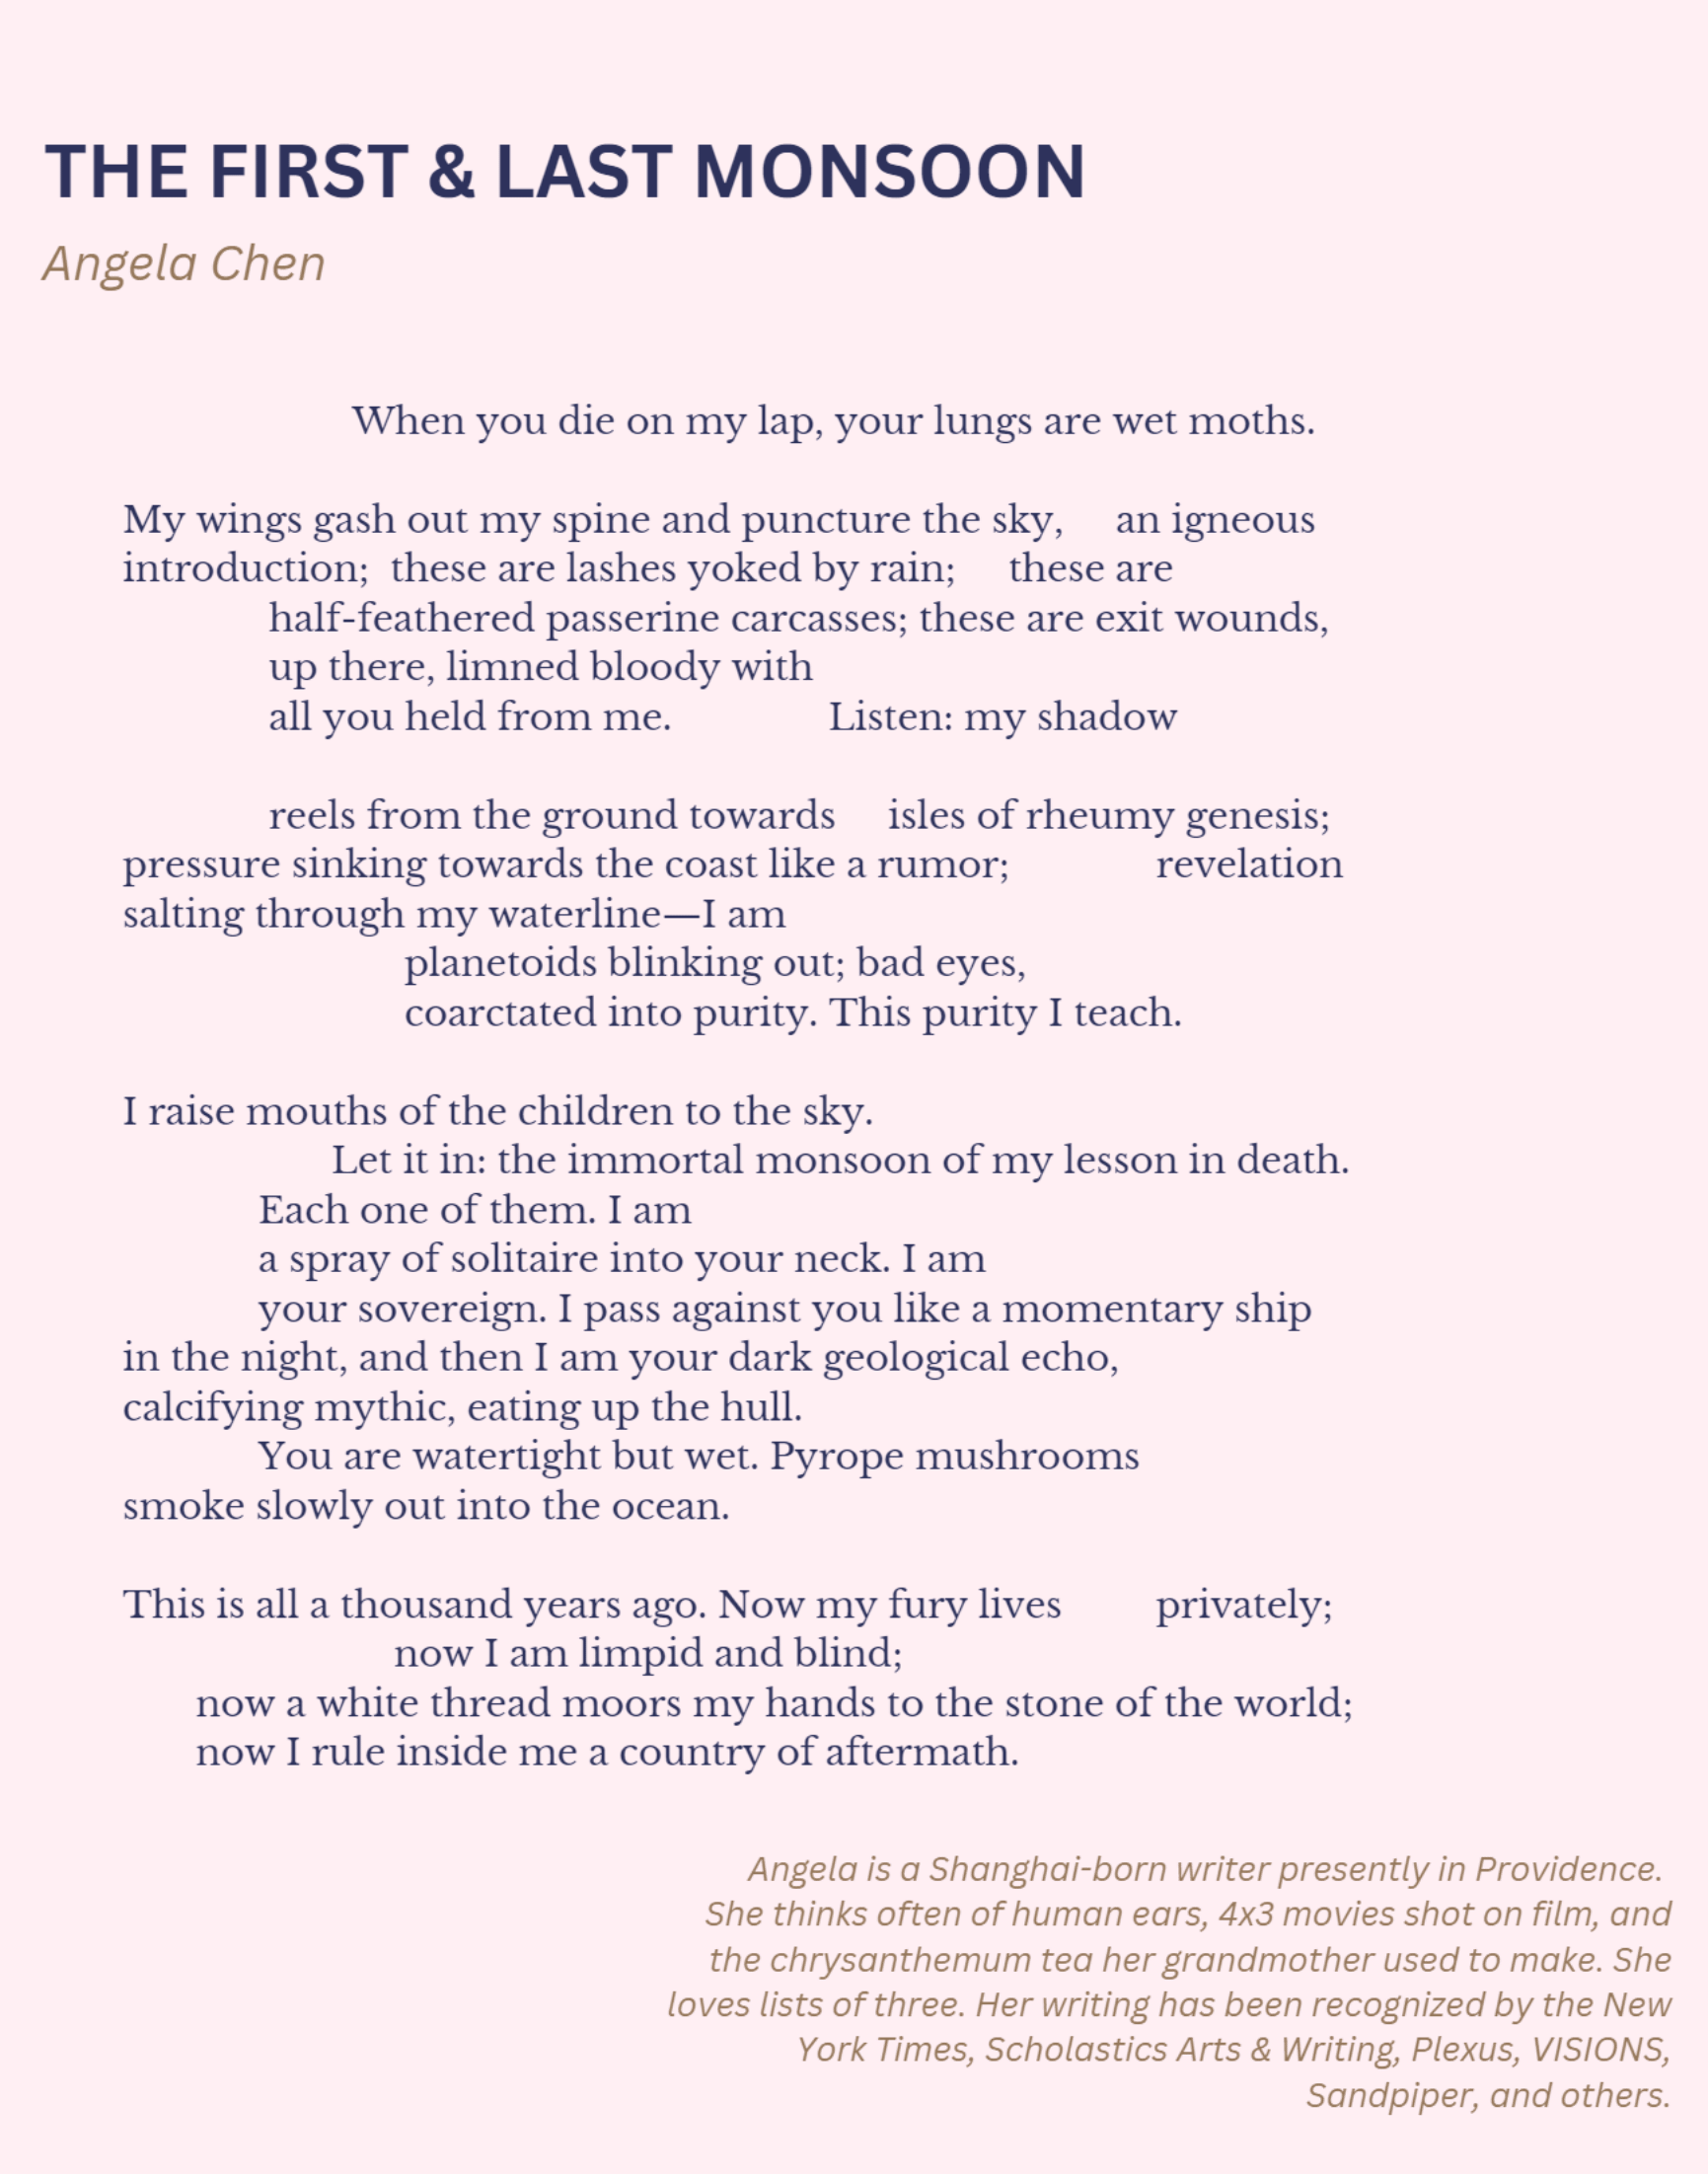 THE FIRST & LAST MONSOON
Angela Chen
When you die on my lap, your lungs are wet moths.
My wings gash out my spine and puncture the sky, an igneous
introduction; these are lashes yoked by rain; these are
half-feathered passerine carcasses; these are exit wounds,
up there, limned bloody with
all you held from me. Listen: my shadow
reels from the ground towards isles of rheumy genesis;
pressure sinking towards the coast like a rumor; revelation
salting through my waterline—I am
planetoids blinking out; bad eyes,
coarctated into purity. This purity I teach.
I raise mouths of the children to the sky.
Let it in: the immortal monsoon of my lesson in death.
Each one of them. I am
a spray of solitaire into your neck. I am
your sovereign. I pass against you like a momentary ship
in the night, and then I am your dark geological echo,
calcifying mythic, eating up the hull.
You are watertight but wet. Pyrope mushrooms
smoke slowly out into the ocean.
This is all a thousand years ago. Now my fury lives privately;
now I am limpid and blind;
now a white thread moors my hands to the stone of the world;
now I rule inside me a country of aftermath.
Angela is a Shanghai-born writer presently in Providence.
She thinks often of human ears, 4x3 movies shot on film, and
the chrysanthemum tea her grandmother used to make. She
loves lists of three. Her writing has been recognized by the New
York Times, Scholastics Arts & Writing, Plexus, VISIONS,
Sandpiper, and others.